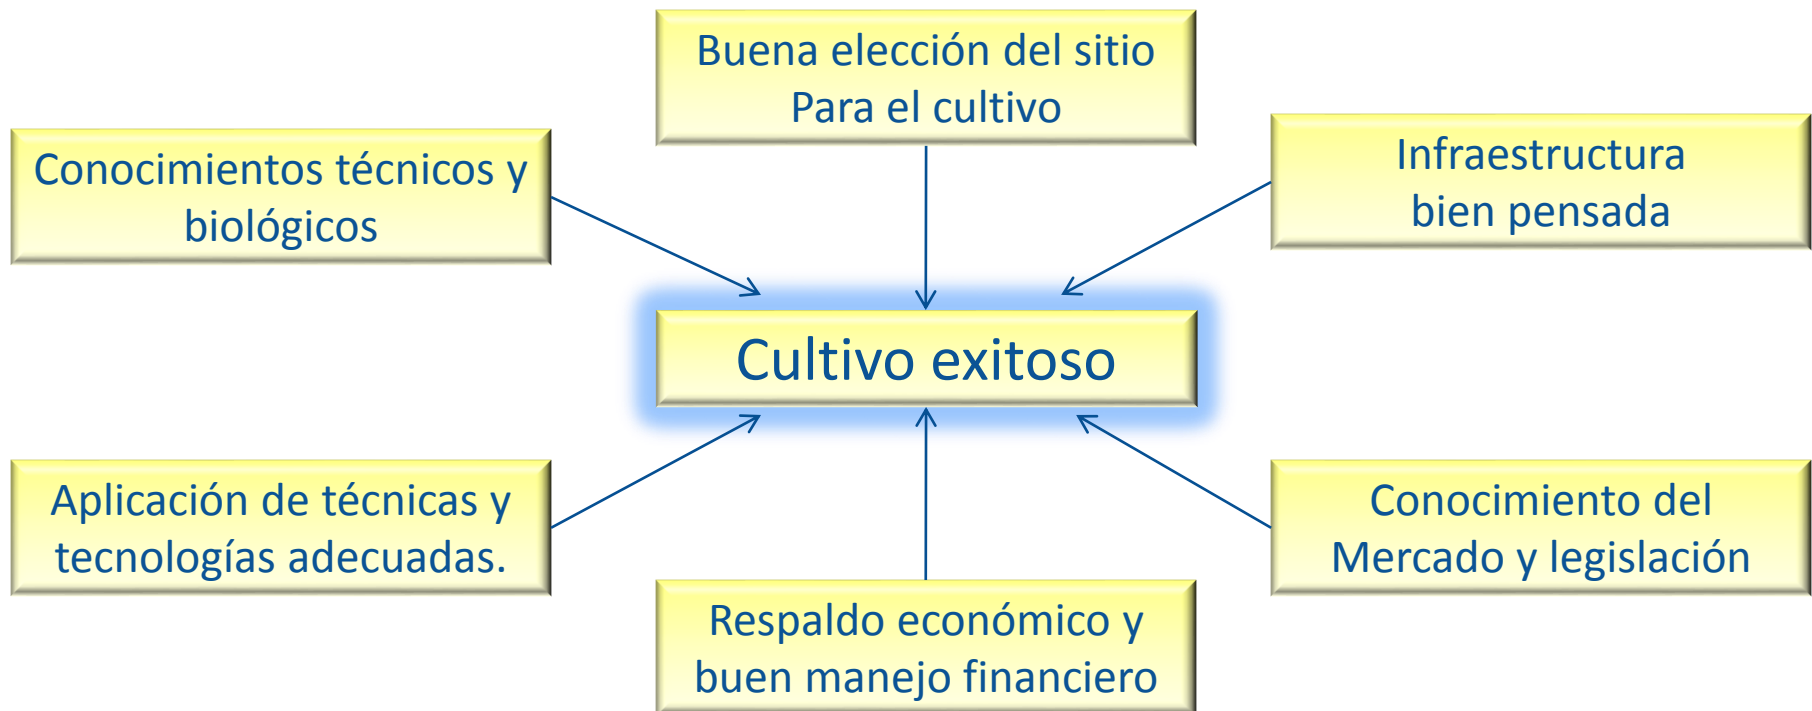 Buena elección del sitio
Para el cultivo
Conocimientos técnicos y
biológicos
Infraestructura
bien pensada
Cultivo exitoso
Aplicación de técnicas y
tecnologías adecuadas.
Conocimiento del
Mercado y legislación
Respaldo económico y
buen manejo financiero